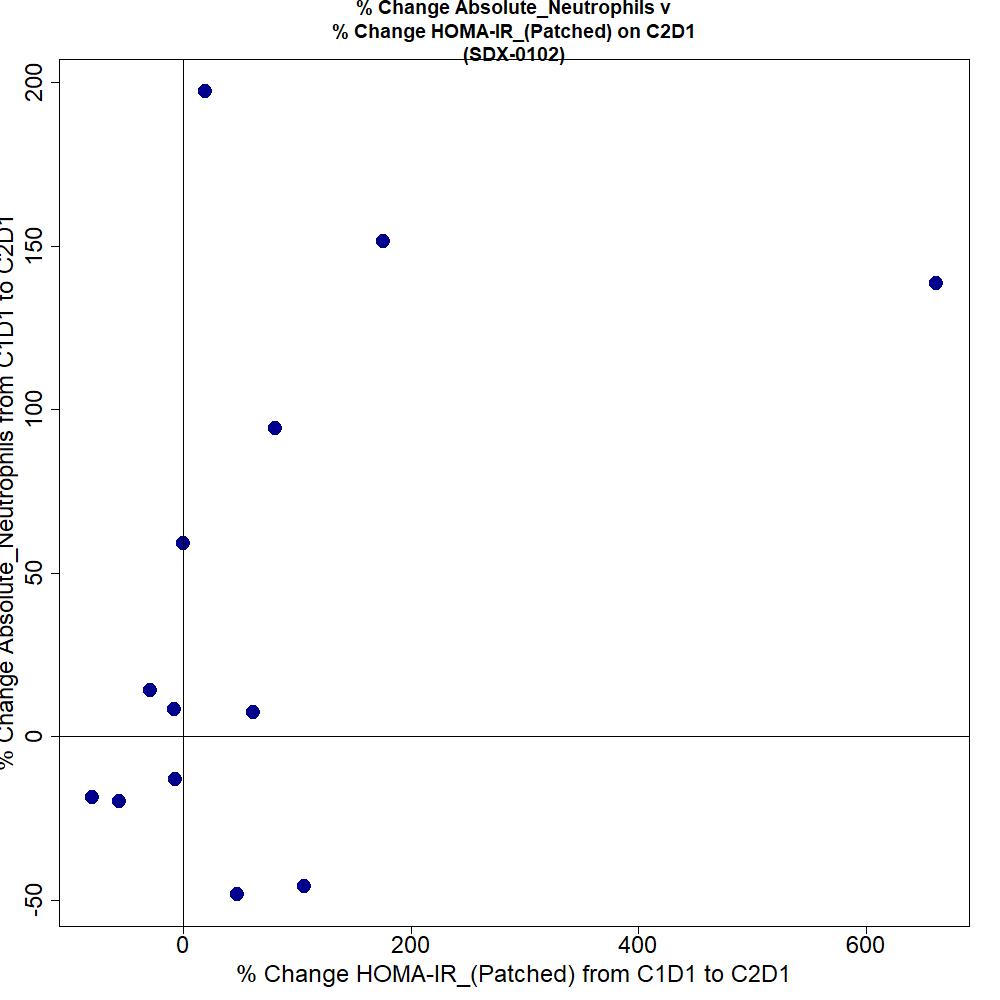 % Change Absolute_Neutrophils v
% Change HOMA-IR_(Patched) on C2D1
(SDX-0102)
% Change Absolute_Neutrophils from C1D1 to C2D1
200
150
100
50
0
-50
0 200 400 600
% Change HOMA-IR_(Patched) from C1D1 to C2D1